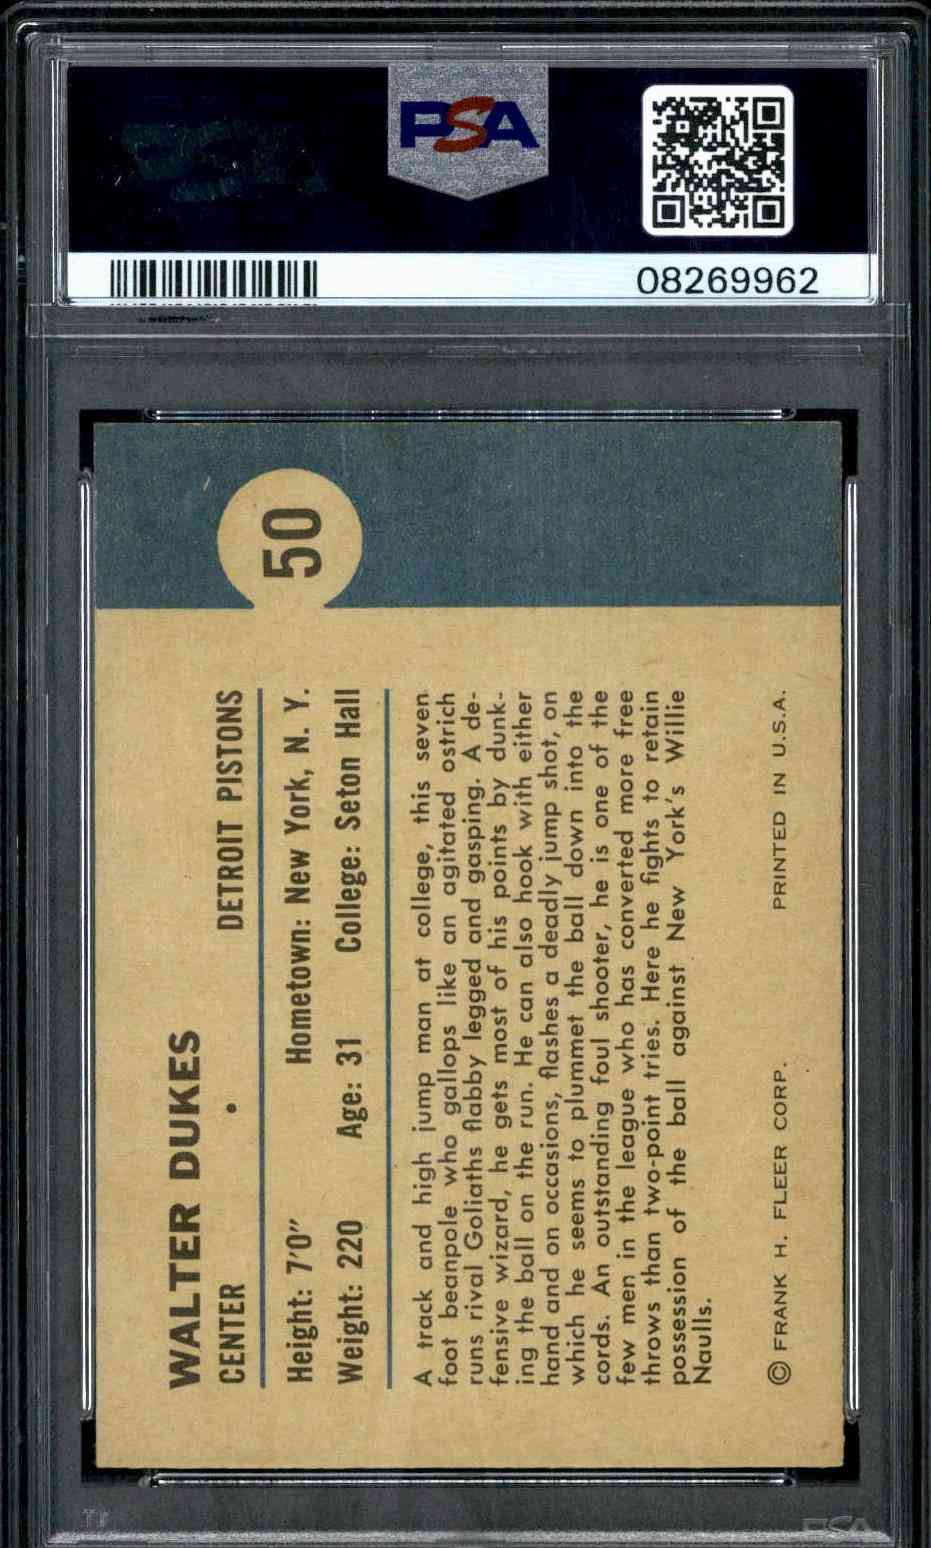 PSA
08269962
50
WALTER DUKES
CENTER • DETROIT PISTONS
Height: 7'0" Hometown: New York, N. Y.
Weight: 220 Age: 31 College: Seton Hall
A track and high jump man at college, this seven
foot beanpole who gallops like an agitated ostrich
runs rival Goliaths flabby legged and gasping. A de-
fensive wizard, he gets most of his points by dunk-
ing the ball on the run. He can also hook with either
hand and on occasions, flashes a deadly jump shot, on
which he seems to plummet the ball down into the
cords. An outstanding foul shooter, he is one of the
few men in the league who has converted more free
throws than two-point tries. Here he fights to retain
possession of the ball against New York's Willie
Naulls.
© FRANK H. FLEER CORP. PRINTED IN U.S.A.
PSA